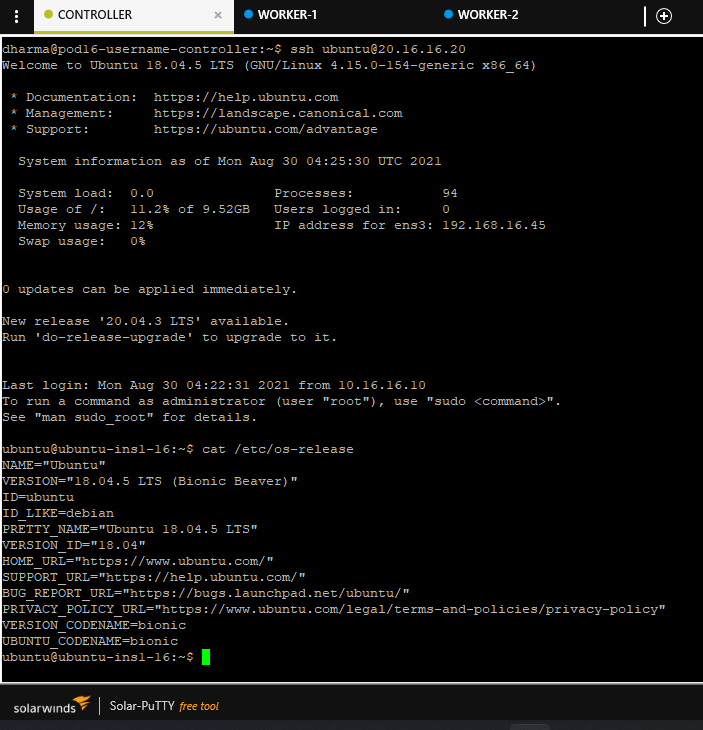 CONTROLLER × WORKER-1 WORKER-2
dharma@pod16-username-controller:~$ ssh ubuntu@20.16.16.20
Welcome to Ubuntu 18.04.5 LTS (GNU/Linux 4.15.0-154-generic x86_64)
* Documentation: https://help.ubuntu.com
* Management: https://landscape.canonical.com
* Support: https://ubuntu.com/advantage
System information as of Mon Aug 30 04:25:30 UTC 2021
System load: 0.0 Processes: 94
Usage of /: 11.2% of 9.52GB Users logged in: 0
Memory usage: 12% IP address for ens3: 192.168.16.45
Swap usage: 0%
0 updates can be applied immediately.
New release '20.04.3 LTS' available.
Run 'do-release-upgrade' to upgrade to it.
Last login: Mon Aug 30 04:22:31 2021 from 10.16.16.10
To run a command as administrator (user "root"), use "sudo <command>".
See "man sudo_root" for details.
ubuntu@ubuntu-ins1-16:~$ cat /etc/os-release
NAME="Ubuntu"
VERSION="18.04.5 LTS (Bionic Beaver)"
ID=ubuntu
ID_LIKE=debian
PRETTY_NAME="Ubuntu 18.04.5 LTS"
VERSION_ID="18.04"
HOME_URL="https://www.ubuntu.com/"
SUPPORT_URL="https://help.ubuntu.com/"
BUG_REPORT_URL="https://bugs.launchpad.net/ubuntu/"
PRIVACY_POLICY_URL="https://www.ubuntu.com/legal/terms-and-policies/privacy-policy"
VERSION_CODENAME=bionic
UBUNTU_CODENAME=bionic
ubuntu@ubuntu-ins1-16:~$
solarwinds Solar-PuTTY free tool